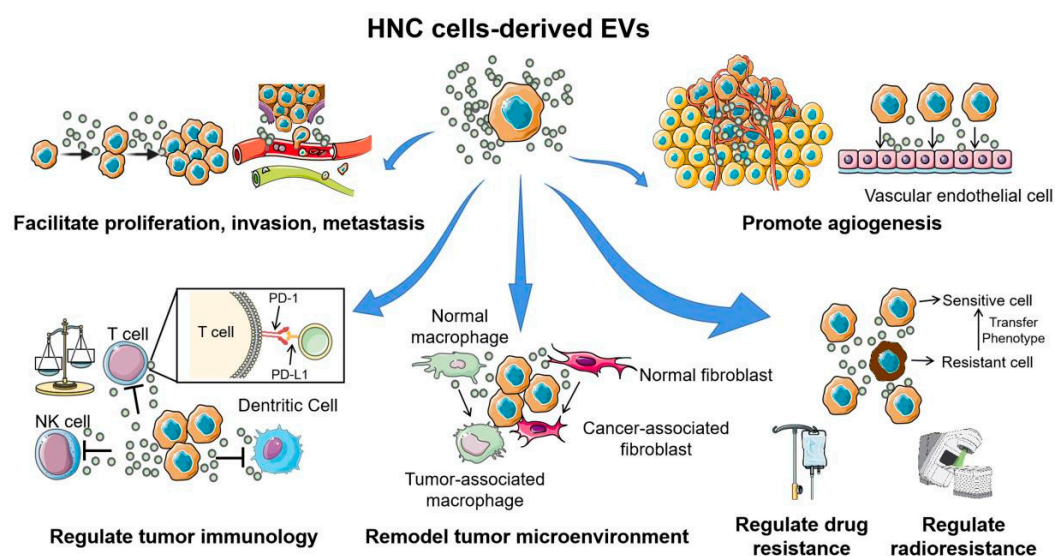 HNC cells-derived EVs
Vascular endothelial cell
Facilitate proliferation, invasion, metastasis
Promote agiogenesis
T cell
T cell
PD-1
PD-L1
NK cell
Dentritic Cell
Regulate tumor immunology
Normal
macrophage
Normal fibroblast
Cancer-associated
fibroblast
Tumor-associated
macrophage
Remodel tumor microenvironment
Sensitive cell
Transfer
Phenotype
Resistant cell
Regulate drug
resistance
Regulate
radioresistance